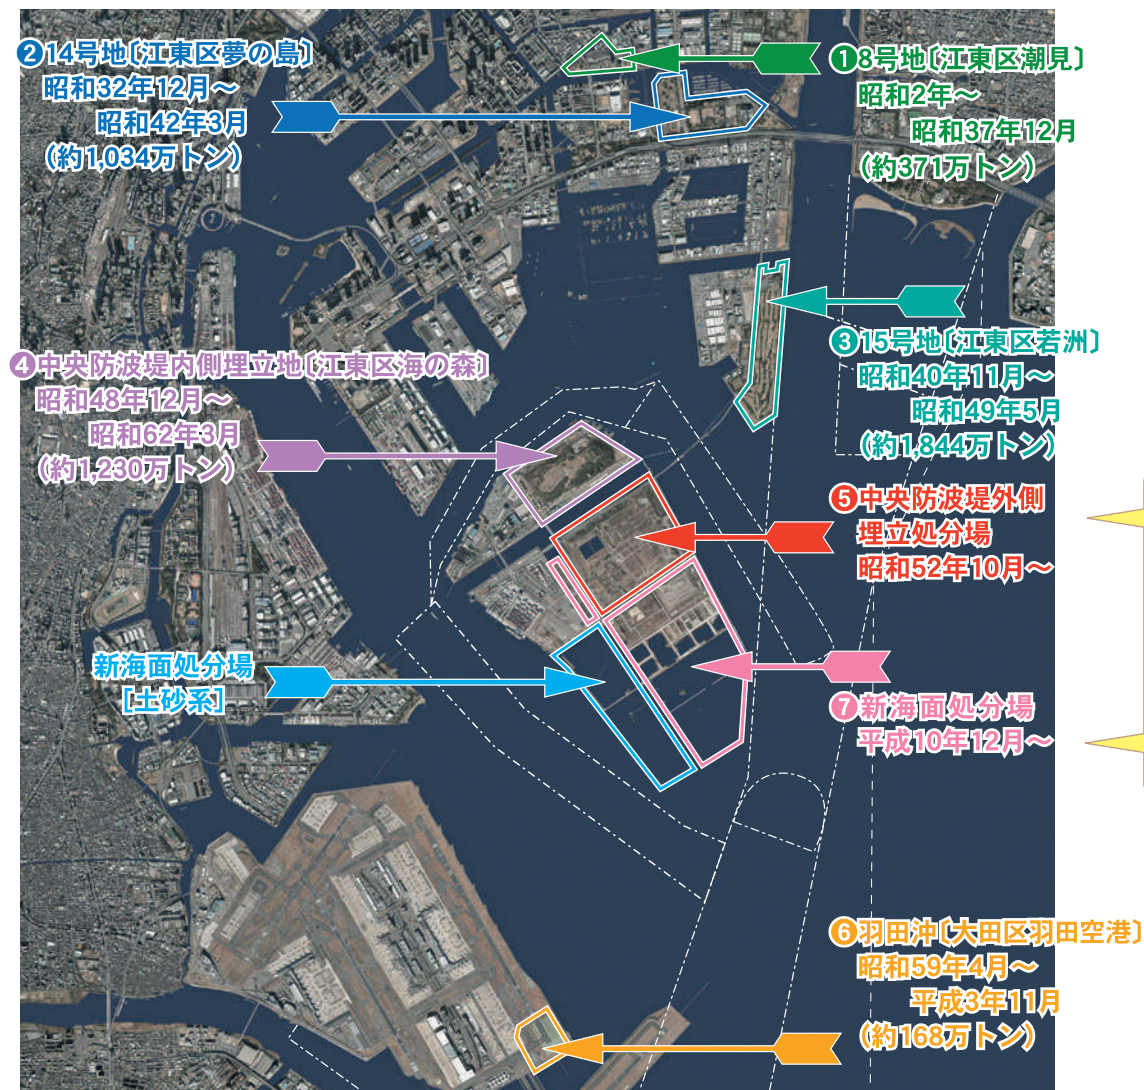 ❷14号地〔江東区夢の島〕
昭和32年12月～
昭和42年3月
（約1,034万トン）
❶8号地〔江東区潮見〕
昭和2年～
昭和37年12月
（約371万トン）
❸15号地〔江東区若洲〕
昭和40年11月～
昭和49年5月
（約1,844万トン）
❹中央防波堤内側埋立地〔江東区海の森〕
昭和48年12月～
昭和62年3月
（約1,230万トン）
❺中央防波堤外側
埋立処分場
昭和52年10月～
新海面処分場
［土砂系］
❼新海面処分場
平成10年12月～
❻羽田沖〔大田区羽田空港〕
昭和59年4月～
平成3年11月
（約168万トン）